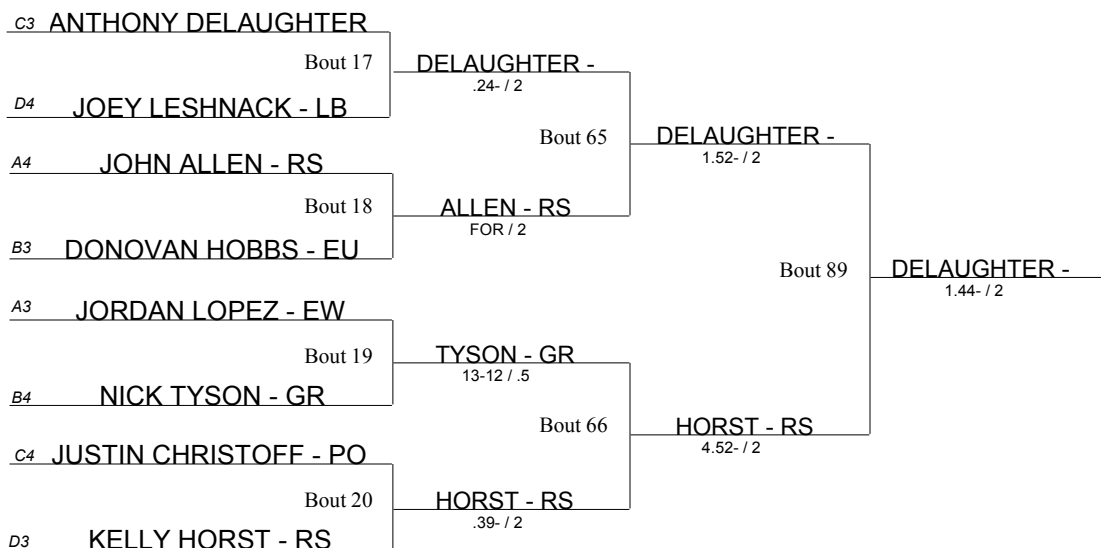 C3 ANTHONY DELAUGHTER
Bout 17
DELAUGHTER -
.24- / 2
D4 JOEY LESHNACK - LB
Bout 65
DELAUGHTER -
1.52- / 2
A4 JOHN ALLEN - RS
Bout 18
ALLEN - RS
FOR / 2
B3 DONOVAN HOBBS - EU
Bout 89
DELAUGHTER -
1.44- / 2
A3 JORDAN LOPEZ - EW
Bout 19
TYSON - GR
13-12 / .5
B4 NICK TYSON - GR
Bout 66
HORST - RS
4.52- / 2
C4 JUSTIN CHRISTOFF - PO
Bout 20
HORST - RS
.39- / 2
D3 KELLY HORST - RS